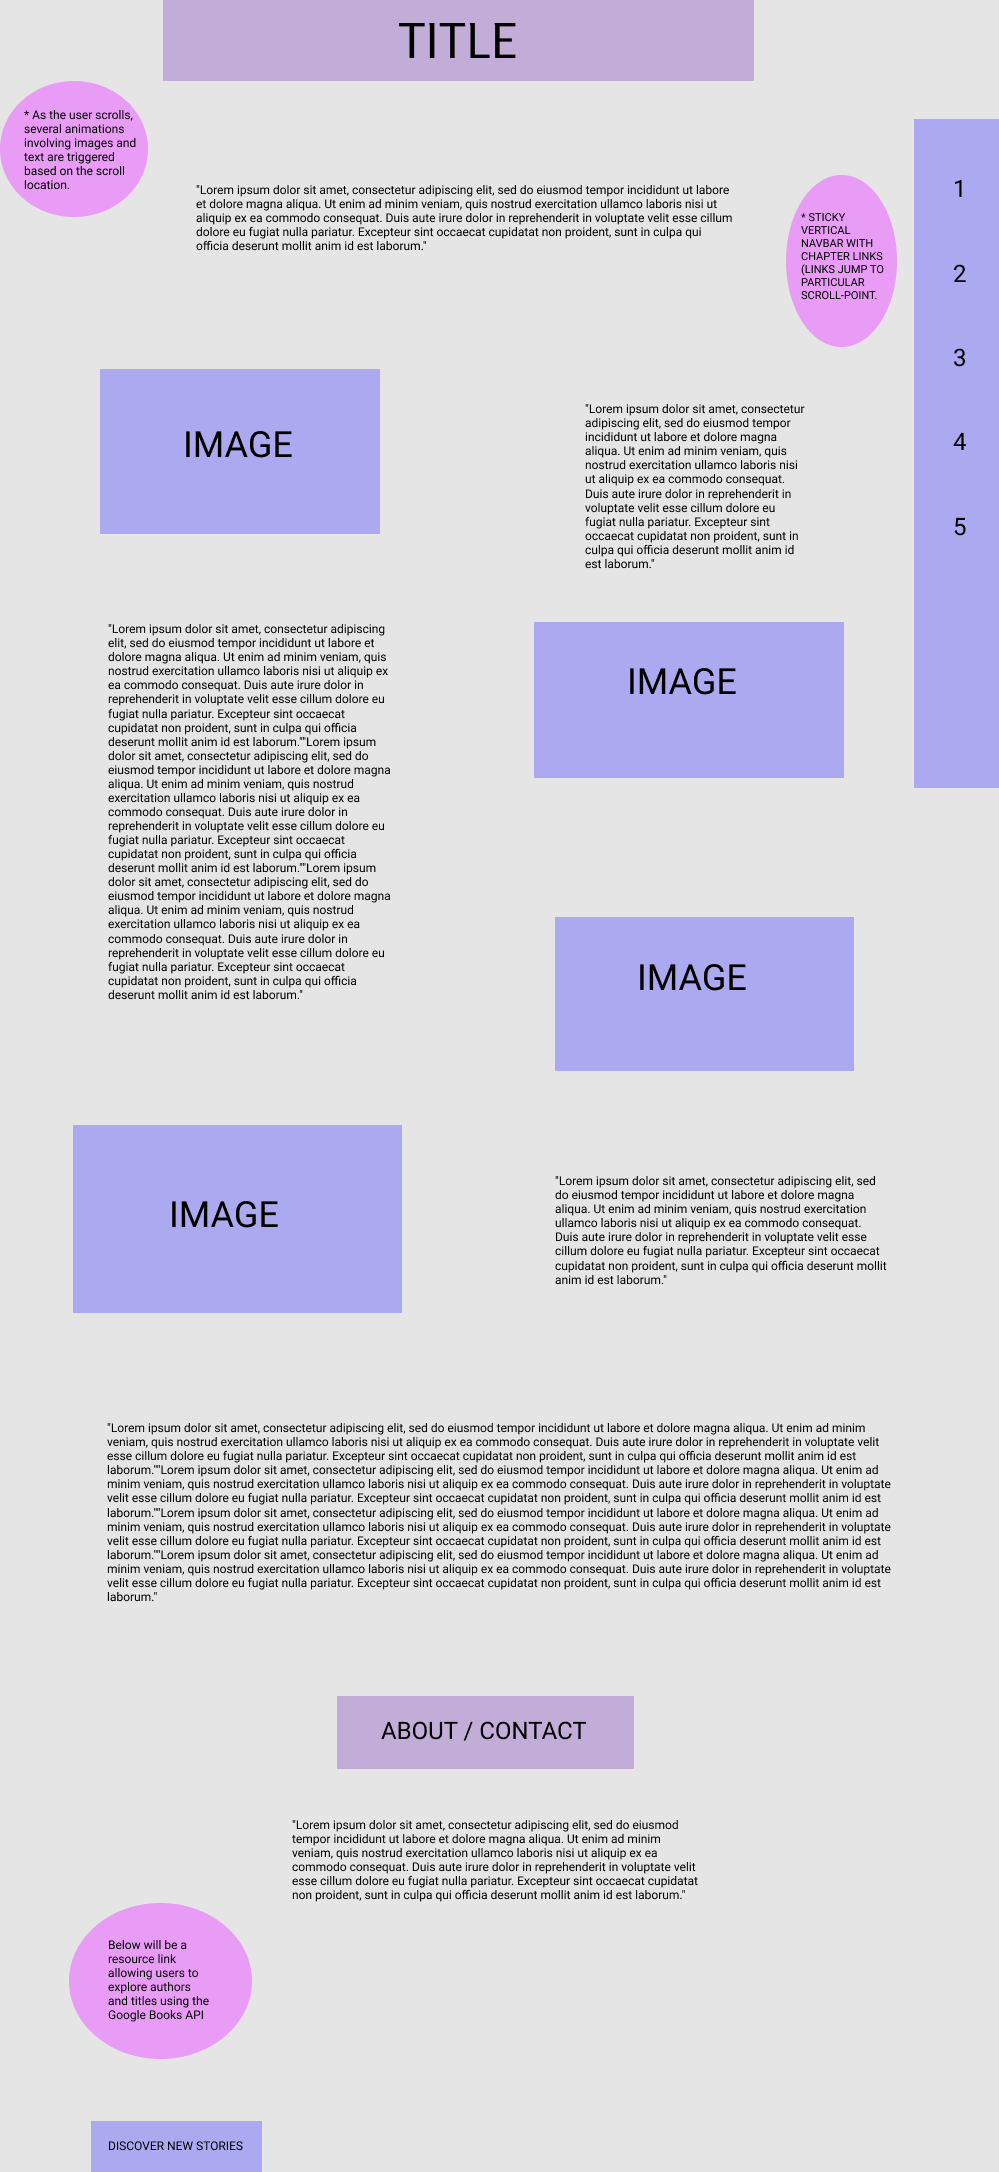 TITLE
* As the user scrolls,
several animations
involving images and
text are triggered
based on the scroll
location.
"Lorem ipsum dolor sit amet, consectetur adipiscing elit, sed do eiusmod tempor incididunt ut labore
et dolore magna aliqua. Ut enim ad minim veniam, quis nostrud exercitation ullamco laboris nisi ut
aliquip ex ea commodo consequat. Duis aute irure dolor in reprehenderit in voluptate velit esse cillum
dolore eu fugiat nulla pariatur. Excepteur sint occaecat cupidatat non proident, sunt in culpa qui
officia deserunt mollit anim id est laborum."
* STICKY
VERTICAL
NAVBAR WITH
CHAPTER LINKS
(LINKS JUMP TO
PARTICULAR
SCROLL-POINT.
1
2
3
4
5
IMAGE
"Lorem ipsum dolor sit amet, consectetur
adipiscing elit, sed do eiusmod tempor
incididunt ut labore et dolore magna
aliqua. Ut enim ad minim veniam, quis
nostrud exercitation ullamco laboris nisi
ut aliquip ex ea commodo consequat.
Duis aute irure dolor in reprehenderit in
voluptate velit esse cillum dolore eu
fugiat nulla pariatur. Excepteur sint
occaecat cupidatat non proident, sunt in
culpa qui officia deserunt mollit anim id
est laborum."
"Lorem ipsum dolor sit amet, consectetur adipiscing
elit, sed do eiusmod tempor incididunt ut labore et
dolore magna aliqua. Ut enim ad minim veniam, quis
nostrud exercitation ullamco laboris nisi ut aliquip ex
ea commodo consequat. Duis aute irure dolor in
reprehenderit in voluptate velit esse cillum dolore eu
fugiat nulla pariatur. Excepteur sint occaecat
cupidatat non proident, sunt in culpa qui officia
deserunt mollit anim id est laborum.""Lorem ipsum
dolor sit amet, consectetur adipiscing elit, sed do
eiusmod tempor incididunt ut labore et dolore magna
aliqua. Ut enim ad minim veniam, quis nostrud
exercitation ullamco laboris nisi ut aliquip ex ea
commodo consequat. Duis aute irure dolor in
reprehenderit in voluptate velit esse cillum dolore eu
fugiat nulla pariatur. Excepteur sint occaecat
cupidatat non proident, sunt in culpa qui officia
deserunt mollit anim id est laborum.""Lorem ipsum
dolor sit amet, consectetur adipiscing elit, sed do
eiusmod tempor incididunt ut labore et dolore magna
aliqua. Ut enim ad minim veniam, quis nostrud
exercitation ullamco laboris nisi ut aliquip ex ea
commodo consequat. Duis aute irure dolor in
reprehenderit in voluptate velit esse cillum dolore eu
fugiat nulla pariatur. Excepteur sint occaecat
cupidatat non proident, sunt in culpa qui officia
deserunt mollit anim id est laborum."
IMAGE
IMAGE
IMAGE
"Lorem ipsum dolor sit amet, consectetur adipiscing elit, sed
do eiusmod tempor incididunt ut labore et dolore magna
aliqua. Ut enim ad minim veniam, quis nostrud exercitation
ullamco laboris nisi ut aliquip ex ea commodo consequat.
Duis aute irure dolor in reprehenderit in voluptate velit esse
cillum dolore eu fugiat nulla pariatur. Excepteur sint occaecat
cupidatat non proident, sunt in culpa qui officia deserunt mollit
anim id est laborum."
"Lorem ipsum dolor sit amet, consectetur adipiscing elit, sed do eiusmod tempor incididunt ut labore et dolore magna aliqua. Ut enim ad minim
veniam, quis nostrud exercitation ullamco laboris nisi ut aliquip ex ea commodo consequat. Duis aute irure dolor in reprehenderit in voluptate velit
esse cillum dolore eu fugiat nulla pariatur. Excepteur sint occaecat cupidatat non proident, sunt in culpa qui officia deserunt mollit anim id est
laborum.""Lorem ipsum dolor sit amet, consectetur adipiscing elit, sed do eiusmod tempor incididunt ut labore et dolore magna aliqua. Ut enim ad
minim veniam, quis nostrud exercitation ullamco laboris nisi ut aliquip ex ea commodo consequat. Duis aute irure dolor in reprehenderit in voluptate
velit esse cillum dolore eu fugiat nulla pariatur. Excepteur sint occaecat cupidatat non proident, sunt in culpa qui officia deserunt mollit anim id est
laborum.""Lorem ipsum dolor sit amet, consectetur adipiscing elit, sed do eiusmod tempor incididunt ut labore et dolore magna aliqua. Ut enim ad
minim veniam, quis nostrud exercitation ullamco laboris nisi ut aliquip ex ea commodo consequat. Duis aute irure dolor in reprehenderit in voluptate
velit esse cillum dolore eu fugiat nulla pariatur. Excepteur sint occaecat cupidatat non proident, sunt in culpa qui officia deserunt mollit anim id est
laborum.""Lorem ipsum dolor sit amet, consectetur adipiscing elit, sed do eiusmod tempor incididunt ut labore et dolore magna aliqua. Ut enim ad
minim veniam, quis nostrud exercitation ullamco laboris nisi ut aliquip ex ea commodo consequat. Duis aute irure dolor in reprehenderit in voluptate
velit esse cillum dolore eu fugiat nulla pariatur. Excepteur sint occaecat cupidatat non proident, sunt in culpa qui officia deserunt mollit anim id est
laborum."
ABOUT / CONTACT
"Lorem ipsum dolor sit amet, consectetur adipiscing elit, sed do eiusmod
tempor incididunt ut labore et dolore magna aliqua. Ut enim ad minim
veniam, quis nostrud exercitation ullamco laboris nisi ut aliquip ex ea
commodo consequat. Duis aute irure dolor in reprehenderit in voluptate velit
esse cillum dolore eu fugiat nulla pariatur. Excepteur sint occaecat cupidatat
non proident, sunt in culpa qui officia deserunt mollit anim id est laborum."
Below will be a
resource link
allowing users to
explore authors
and titles using the
Google Books API
DISCOVER NEW STORIES